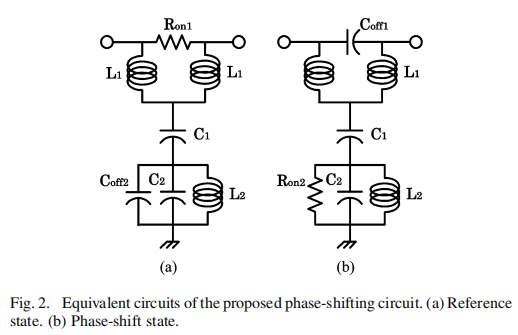 Ron1
Coff1
L1
L1
L1
C1
C1
Coff2
C2
L2
Ron2
C2
L2
(a)
(b)
Fig. 2. Equivalent circuits of the proposed phase-shifting circuit. (a) Reference
state. (b) Phase-shift state.